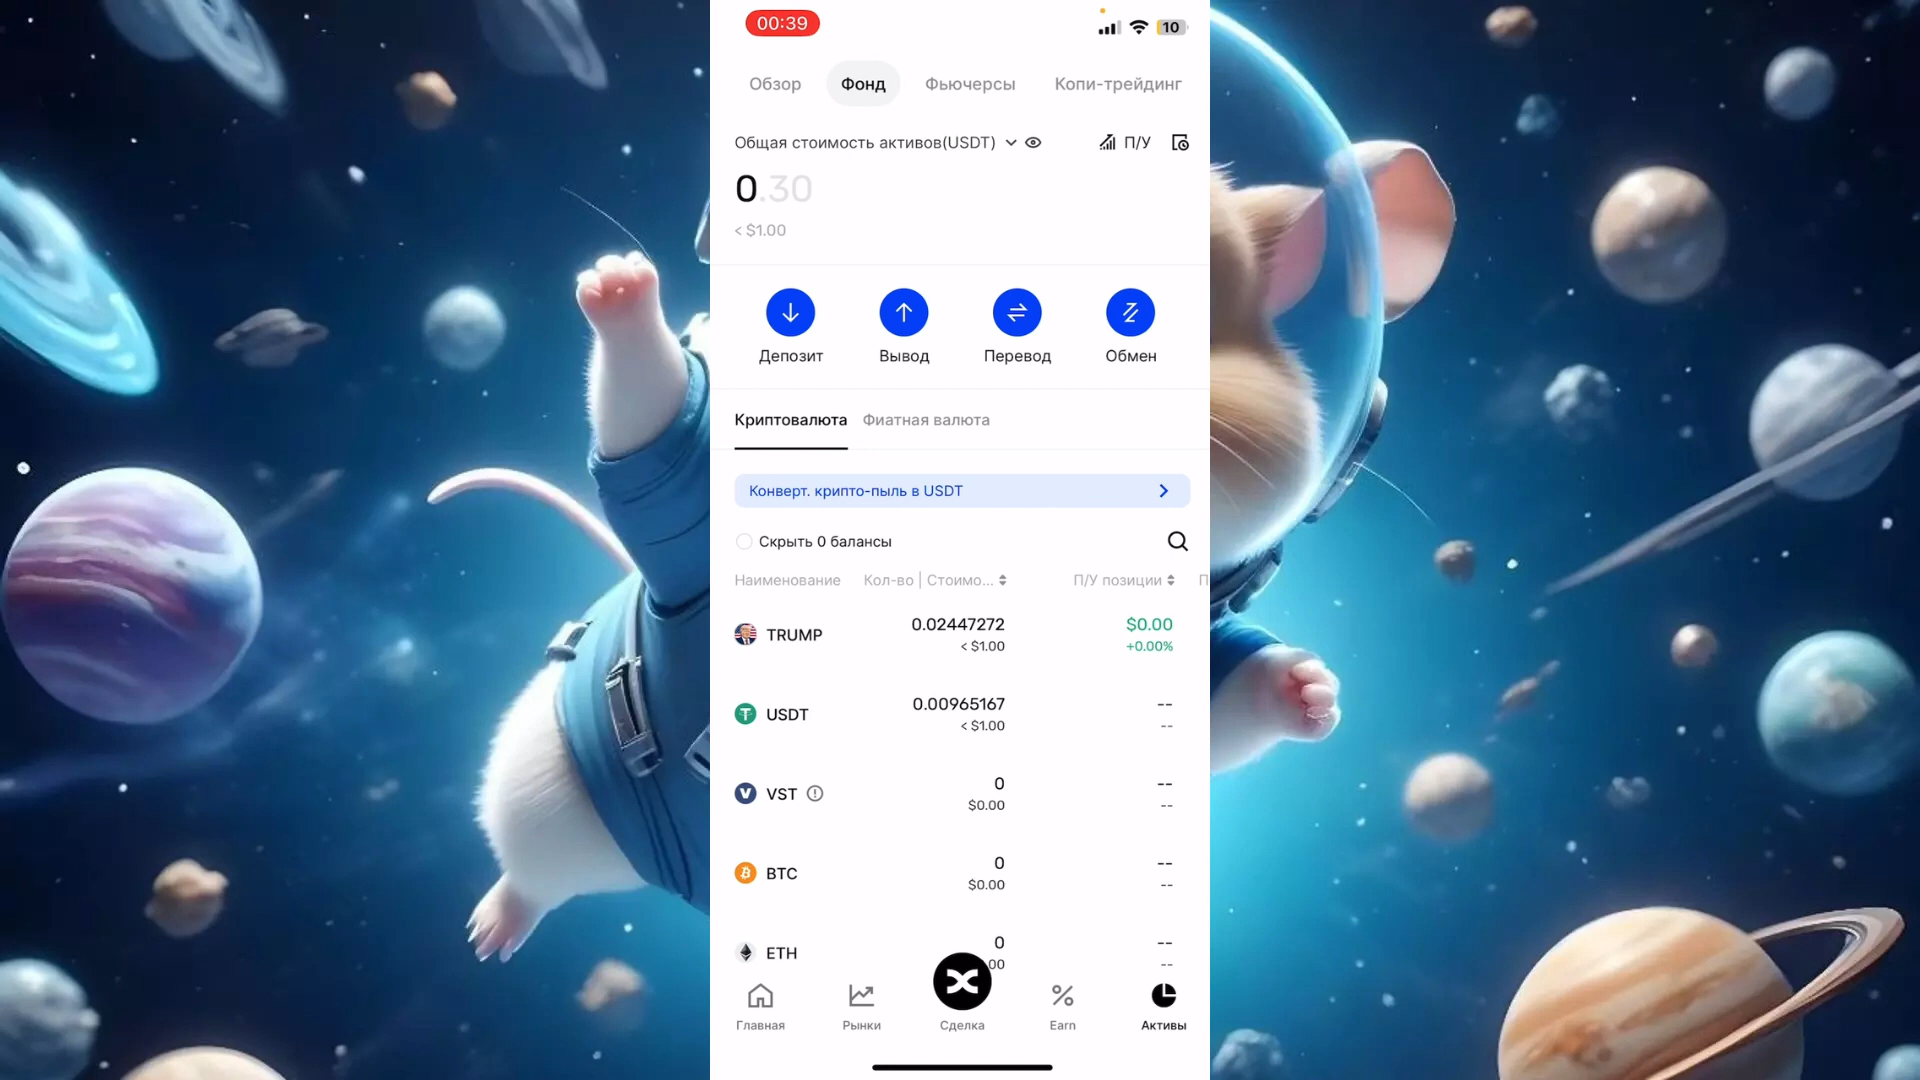 00:39
10
Обзор Фонд Фьючерсы Копи-трейдинг
Общая стоимость активов(USDT) П/У
0.30
< $1.00
Депозит Вывод Перевод Обмен
Криптовалюта Фиатная валюта
Конверт. крипто-пыль в USDT
Скрыть 0 балансы
Наименование Кол-во | Стоимо... П/У позиции П
TRUMP 0.02447272 $0.00
< $1.00 +0.00%
USDT 0.00965167 --
< $1.00 --
VST 0 --
$0.00 --
BTC 0 --
$0.00 --
ETH 0 --
00 --
Главная Рынки Сделка Earn Активы